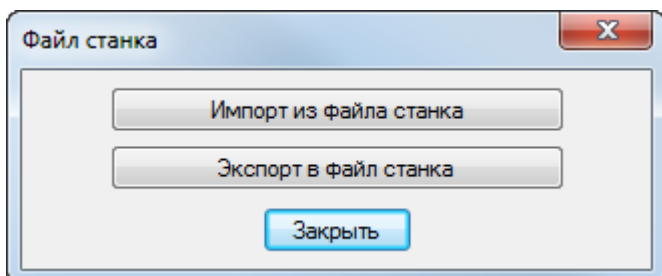 Файл станка
Импорт из файла станка
Экспорт в файл станка
Закрыть